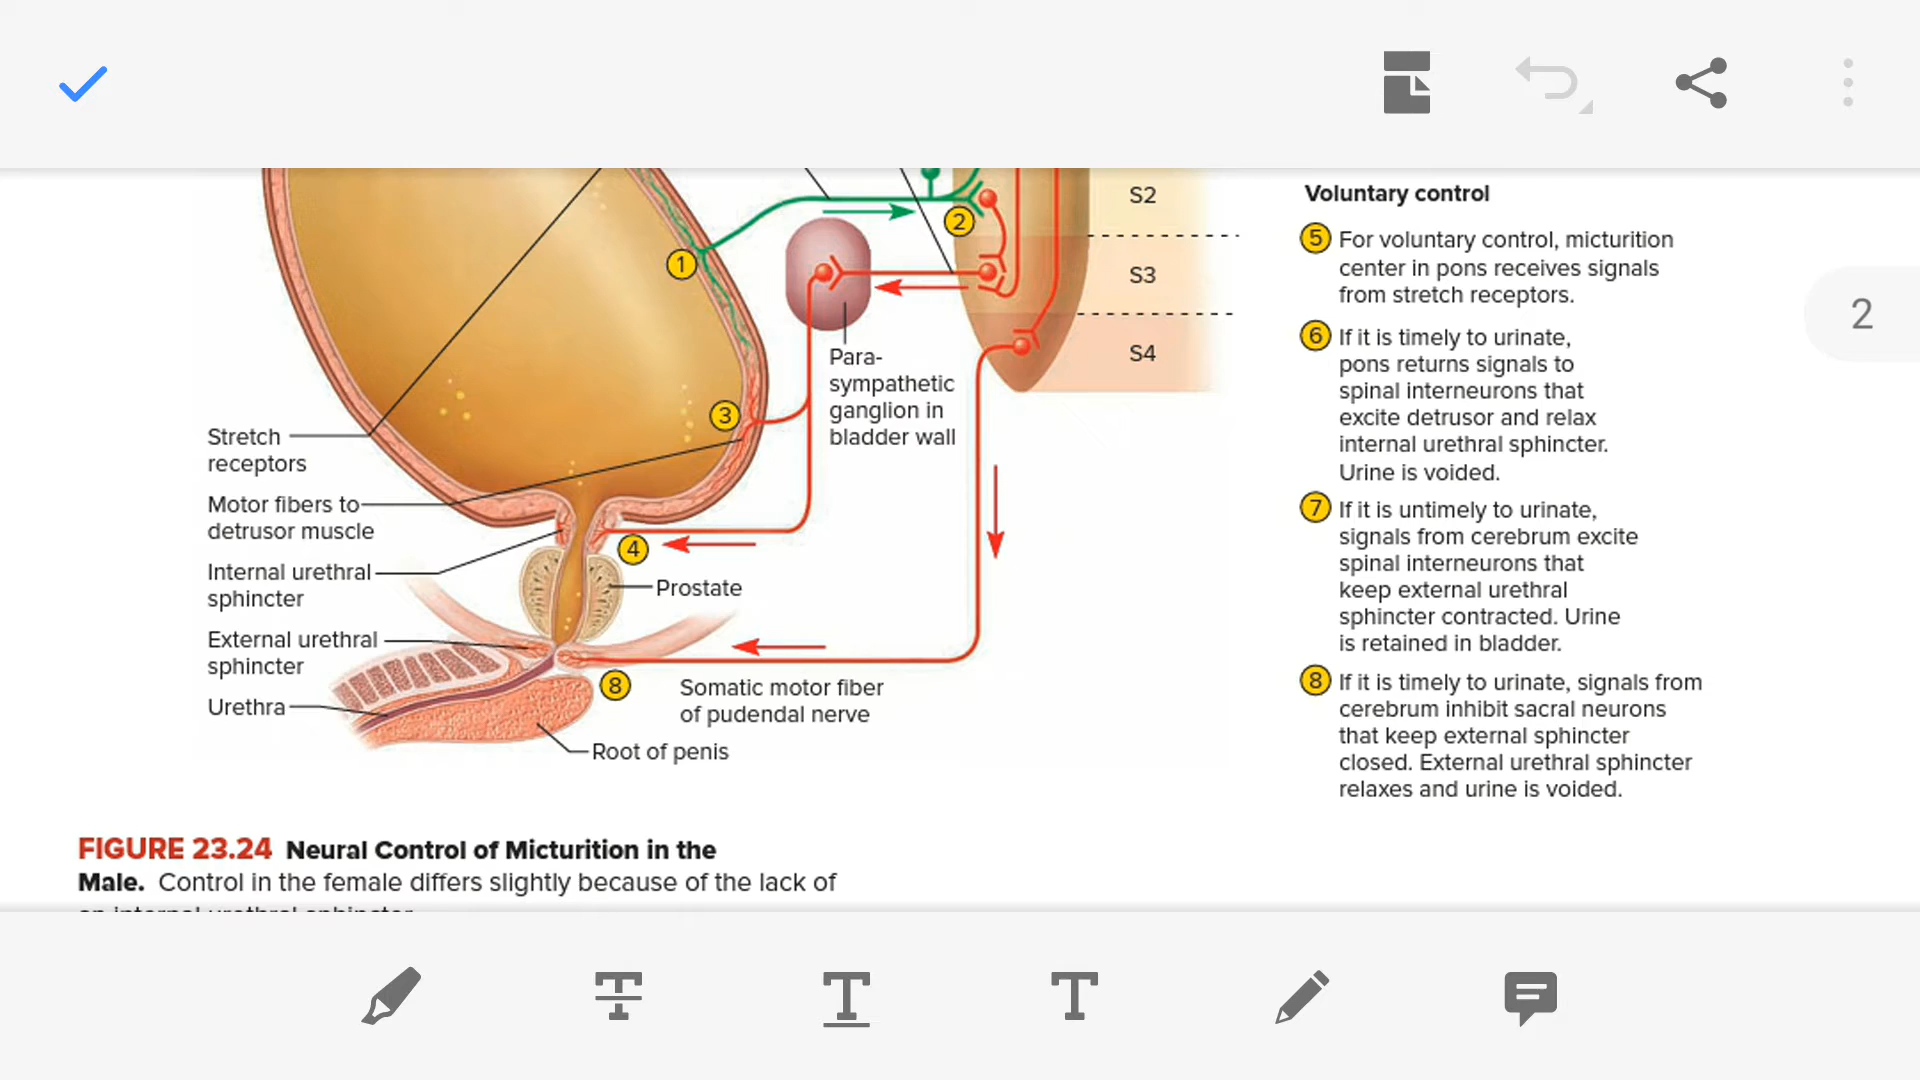 S2
2
1
S3
Para-
sympathetic
ganglion in
bladder wall
S4
3
Stretch
receptors
Motor fibers to
detrusor muscle
4
Internal urethral
sphincter
Prostate
External urethral
sphincter
8
Somatic motor fiber
of pudendal nerve
Urethra
Root of penis
Voluntary control
5 For voluntary control, micturition
center in pons receives signals
from stretch receptors.
6 If it is timely to urinate,
pons returns signals to
spinal interneurons that
excite detrusor and relax
internal urethral sphincter.
Urine is voided.
7 If it is untimely to urinate,
signals from cerebrum excite
spinal interneurons that
keep external urethral
sphincter contracted. Urine
is retained in bladder.
8 If it is timely to urinate, signals from
cerebrum inhibit sacral neurons
that keep external sphincter
closed. External urethral sphincter
relaxes and urine is voided.
2
FIGURE 23.24 Neural Control of Micturition in the
Male. Control in the female differs slightly because of the lack of
an internal urethral sphincter.